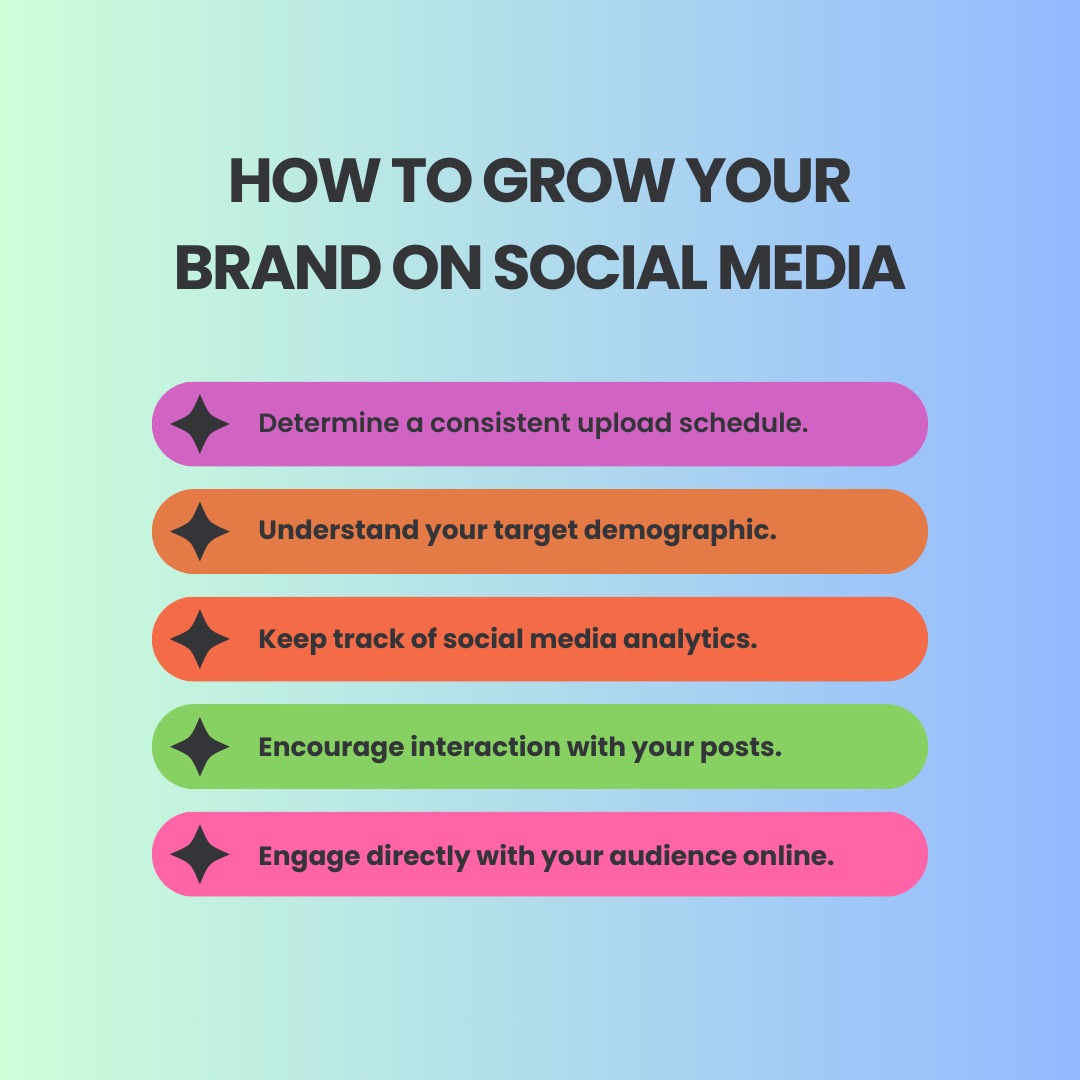 HOW TO GROW YOUR
BRAND ON SOCIAL MEDIA
Determine a consistent upload schedule.
Understand your target demographic.
Keep track of social media analytics.
Encourage interaction with your posts.
Engage directly with your audience online.